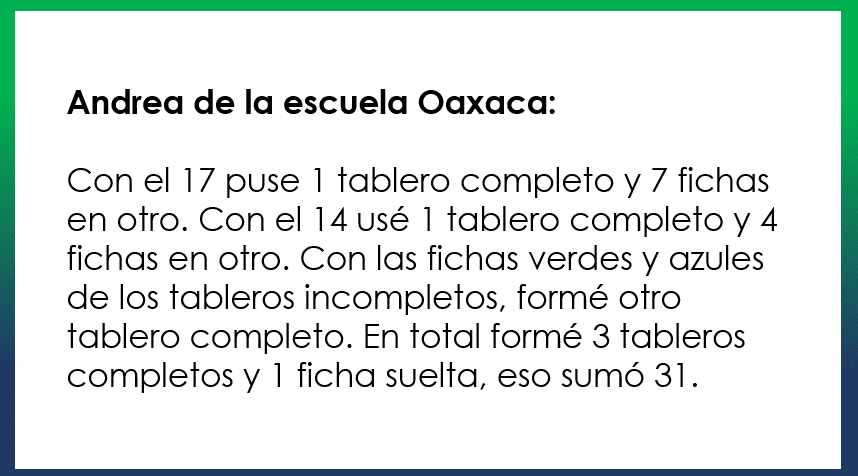 Andrea de la escuela Oaxaca:
Con el 17 puse 1 tablero completo y 7 fichas
en otro. Con el 14 usé 1 tablero completo y 4
fichas en otro. Con las fichas verdes y azules
de los tableros incompletos, formé otro
tablero completo. En total formé 3 tableros
completos y 1 ficha suelta, eso sumó 31.